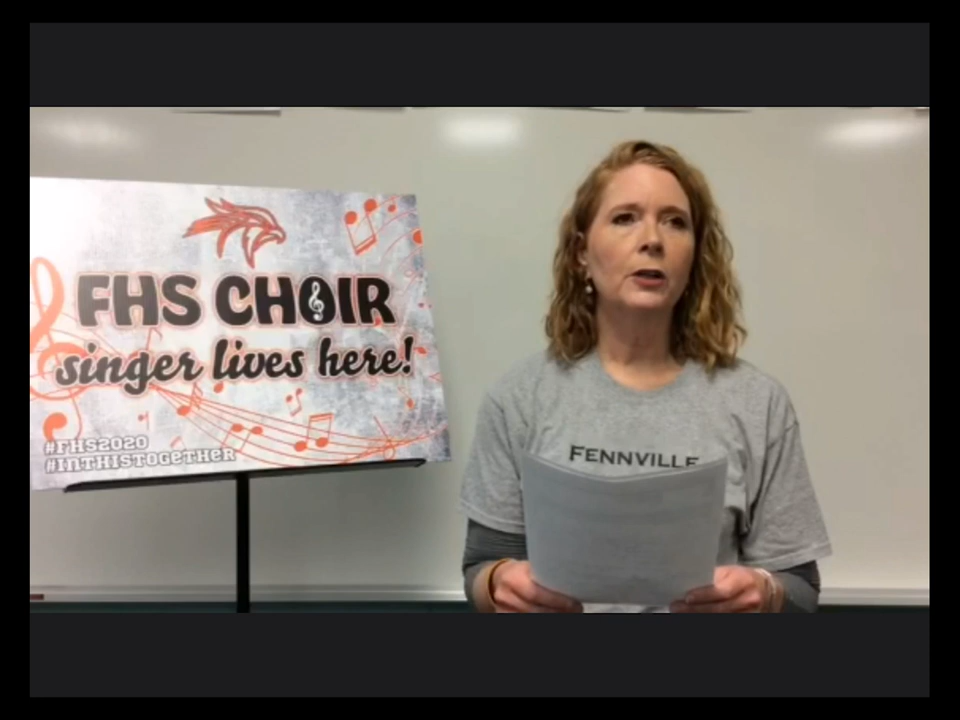 FHS CHOIR
singer lives here!
#FHS2020
#INTHISTOGETHER
FENNVILLE